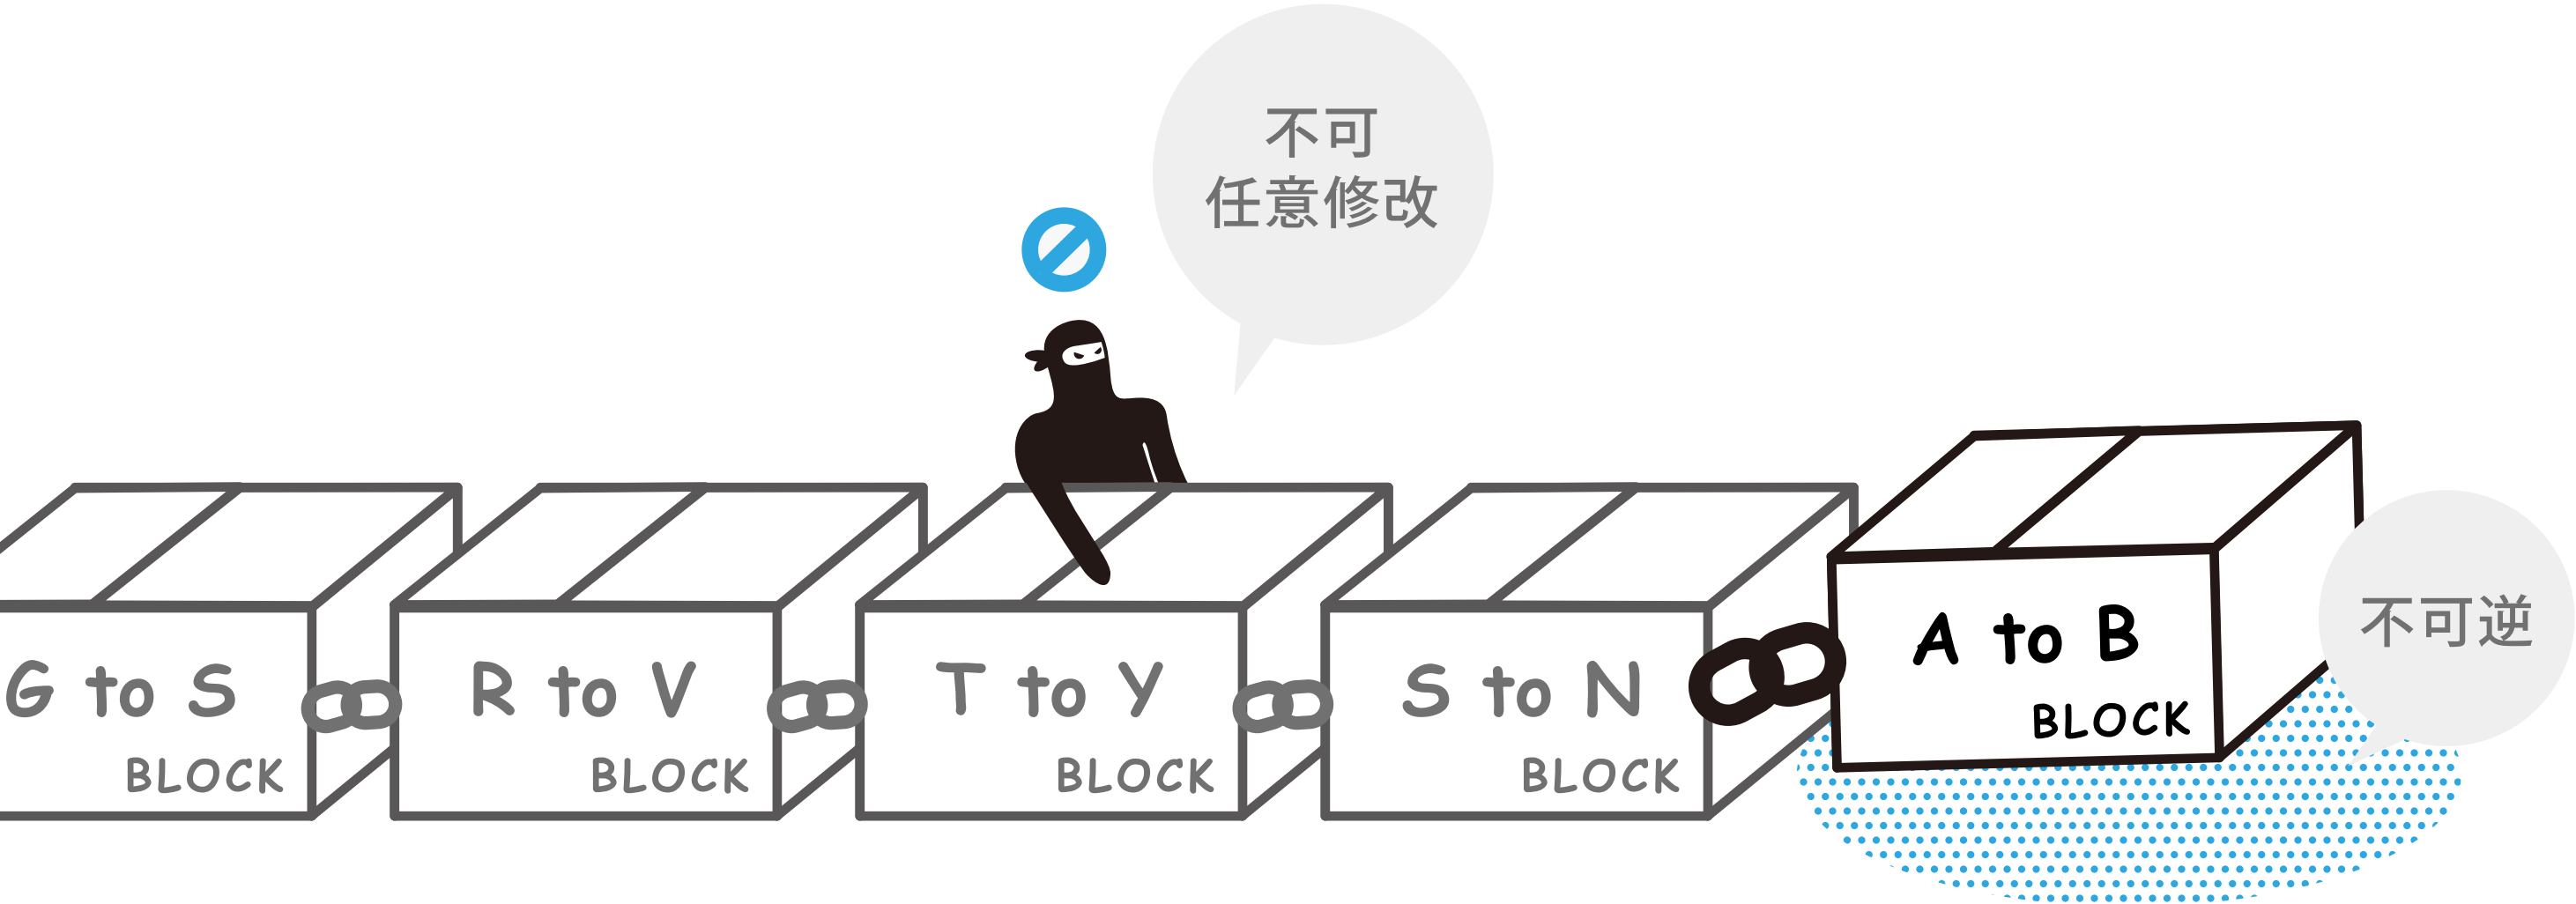 不可
任意修改
不可逆
G to S
BLOCK
R to V
BLOCK
T to Y
BLOCK
S to N
BLOCK
A to B
BLOCK